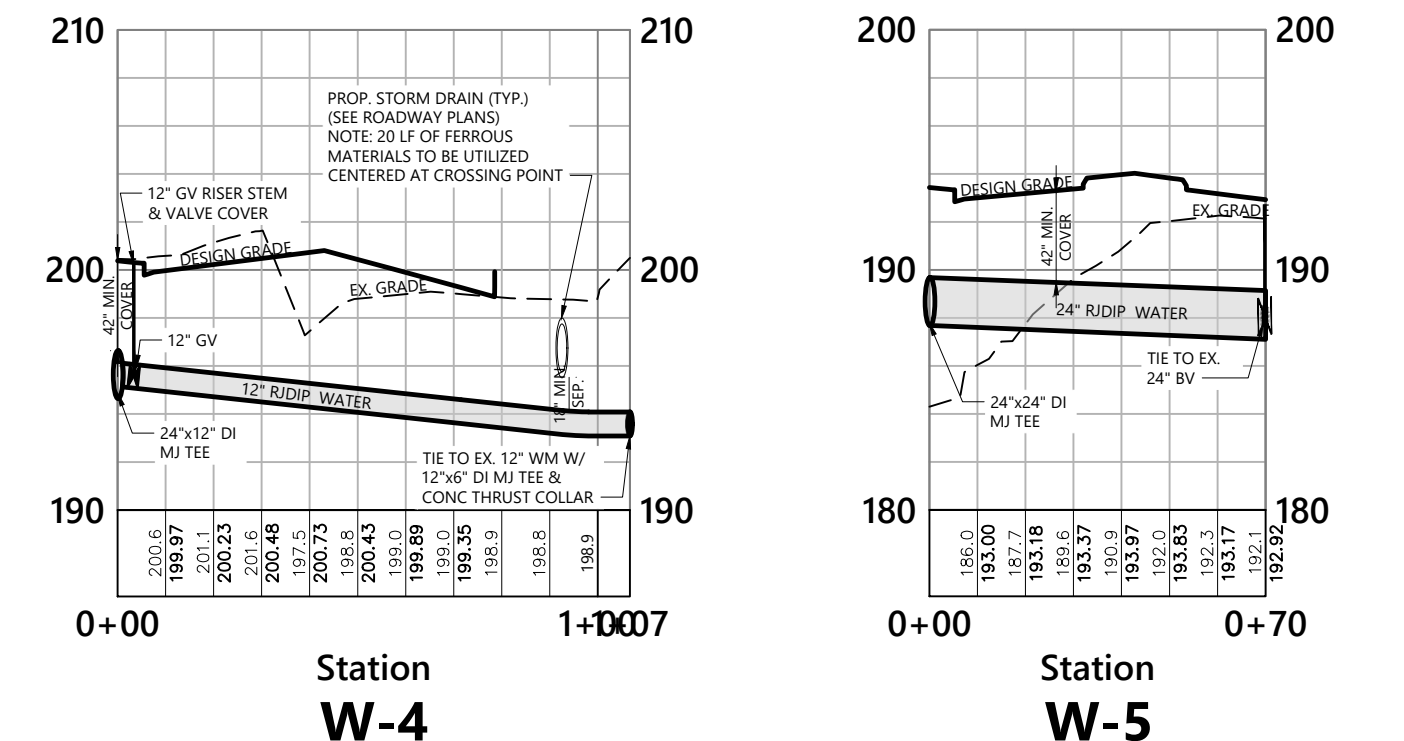 210
210
PROP. STORM DRAIN (TYP.)
(SEE ROADWAY PLANS)
NOTE: 20 LF OF FERROUS
MATERIALS TO BE UTILIZED
CENTERED AT CROSSING POINT
12" GV RISER STEM
& VALVE COVER
DESIGN GRADE
200
200
EX. GRADE
42" MIN.
COVER
12" GV
12" RJDIP WATER
18" MIN.
SEP.
24"x12" DI
MJ TEE
TIE TO EX. 12" WM W/
12"x6" DI MJ TEE &
CONC THRUST COLLAR
190
190
200.6
199.97
201.1
200.23
201.6
200.48
197.5
200.73
198.8
200.43
199.0
199.89
199.0
199.35
198.9
198.8
198.9
0+00
1+00
1+07
Station
W-4
200
200
DESIGN GRADE
EX. GRADE
42" MIN.
COVER
190
190
24" RJDIP WATER
TIE TO EX.
24" BV
24"x24" DI
MJ TEE
180
180
186.0
193.00
187.7
193.18
189.6
193.37
190.9
193.97
192.0
193.83
192.3
193.17
192.1
192.92
0+00
0+70
Station
W-5